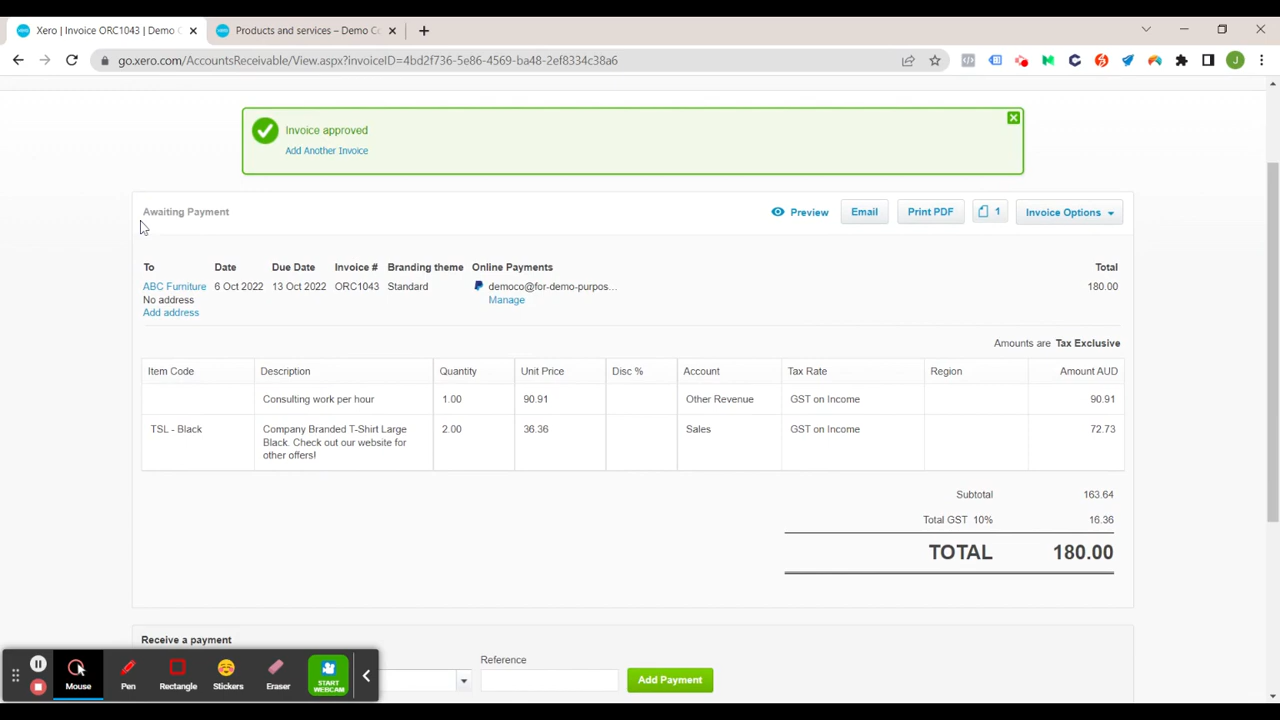 Xero | Invoice ORC1043 | Demo C
Products and services – Demo Co
go.xero.com/AccountsReceivable/View.aspx?invoiceID=4bd2f736-5e86-4569-ba48-2ef8334c38a6
J
Invoice approved
Add Another Invoice
Awaiting Payment
Preview
Email
Print PDF
1
Invoice Options
To
Date
Due Date
Invoice #
Branding theme
Online Payments
Total
ABC Furniture
6 Oct 2022
13 Oct 2022
ORC1043
Standard
democo@for-demo-purpos...
180.00
No address
Manage
Add address
Amounts are Tax Exclusive
Item Code
Description
Quantity
Unit Price
Disc %
Account
Tax Rate
Region
Amount AUD
Consulting work per hour
1.00
90.91
Other Revenue
GST on Income
90.91
TSL - Black
Company Branded T-Shirt Large
Black. Check out our website for
other offers!
2.00
36.36
Sales
GST on Income
72.73
Subtotal
163.64
Total GST 10%
16.36
TOTAL
180.00
Receive a payment
Reference
Add Payment
Mouse
Pen
Rectangle
Stickers
Eraser
START
WEBCAM